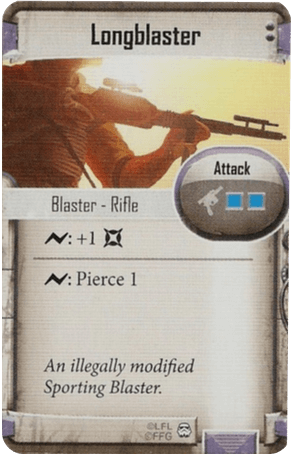 Longblaster
Attack
Blaster - Rifle
: +1
: Pierce 1
An illegally modified
Sporting Blaster.
©LFL
©FFG